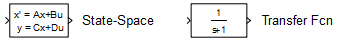 x' = Ax+Bu
y = Cx+Du
State-Space
1
s+1
Transfer Fcn